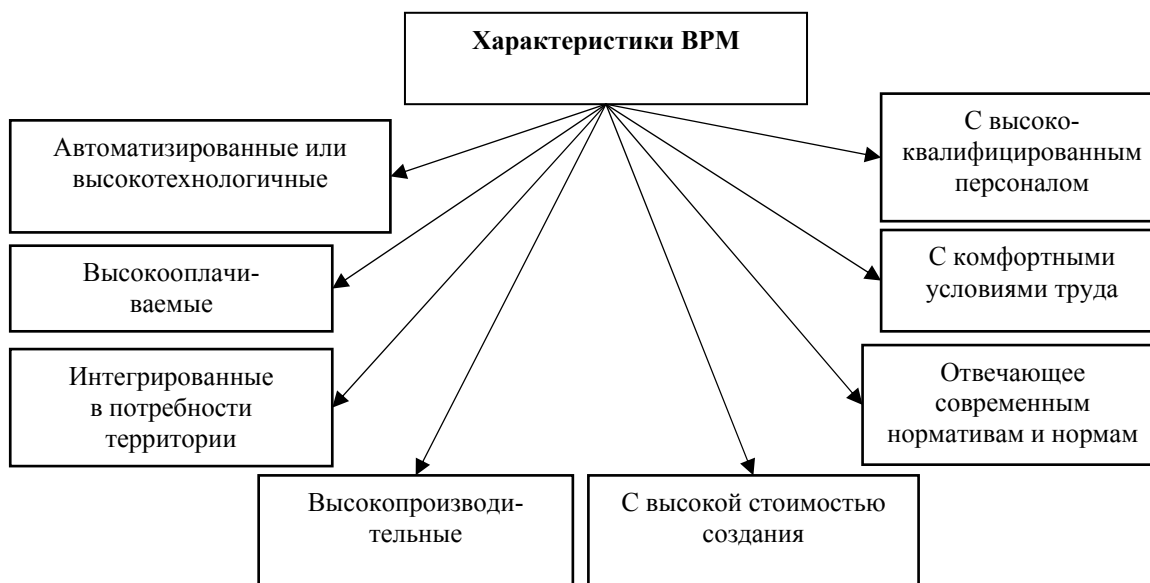 Характеристики ВРМ
Автоматизированные или
высокотехнологичные
Высокооплачи-
ваемые
Интегрированные
в потребности
территории
Высокопроизводи-
тельные
С высокой стоимостью
создания
С высоко-
квалифицированным
персоналом
С комфортными
условиями труда
Отвечающее
современным
нормативам и нормам